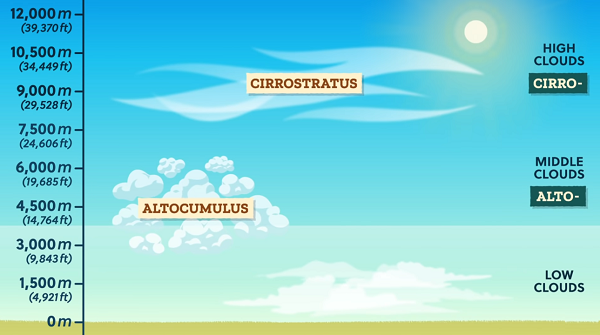 12,000 m
(39,370 ft)
10,500 m
(34,449 ft)
9,000 m
(29,528 ft)
7,500 m
(24,606 ft)
6,000 m
(19,685 ft)
4,500 m
(14,764 ft)
3,000 m
(9,843 ft)
1,500 m
(4,921 ft)
0 m
CIRROSTRATUS
ALTOCUMULUS
HIGH
CLOUDS
CIRRO-
MIDDLE
CLOUDS
ALTO-
LOW
CLOUDS